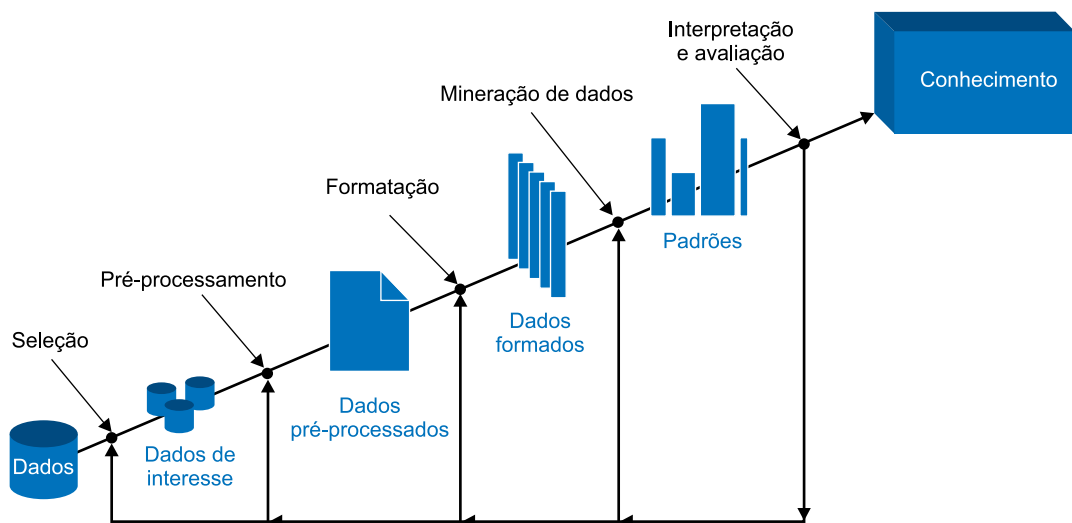 Interpretação
e avaliação
Conhecimento
Mineração de dados
Formatação
Padrões
Pré-processamento
Dados
formados
Seleção
Dados
pré-processados
Dados de
interesse
Dados